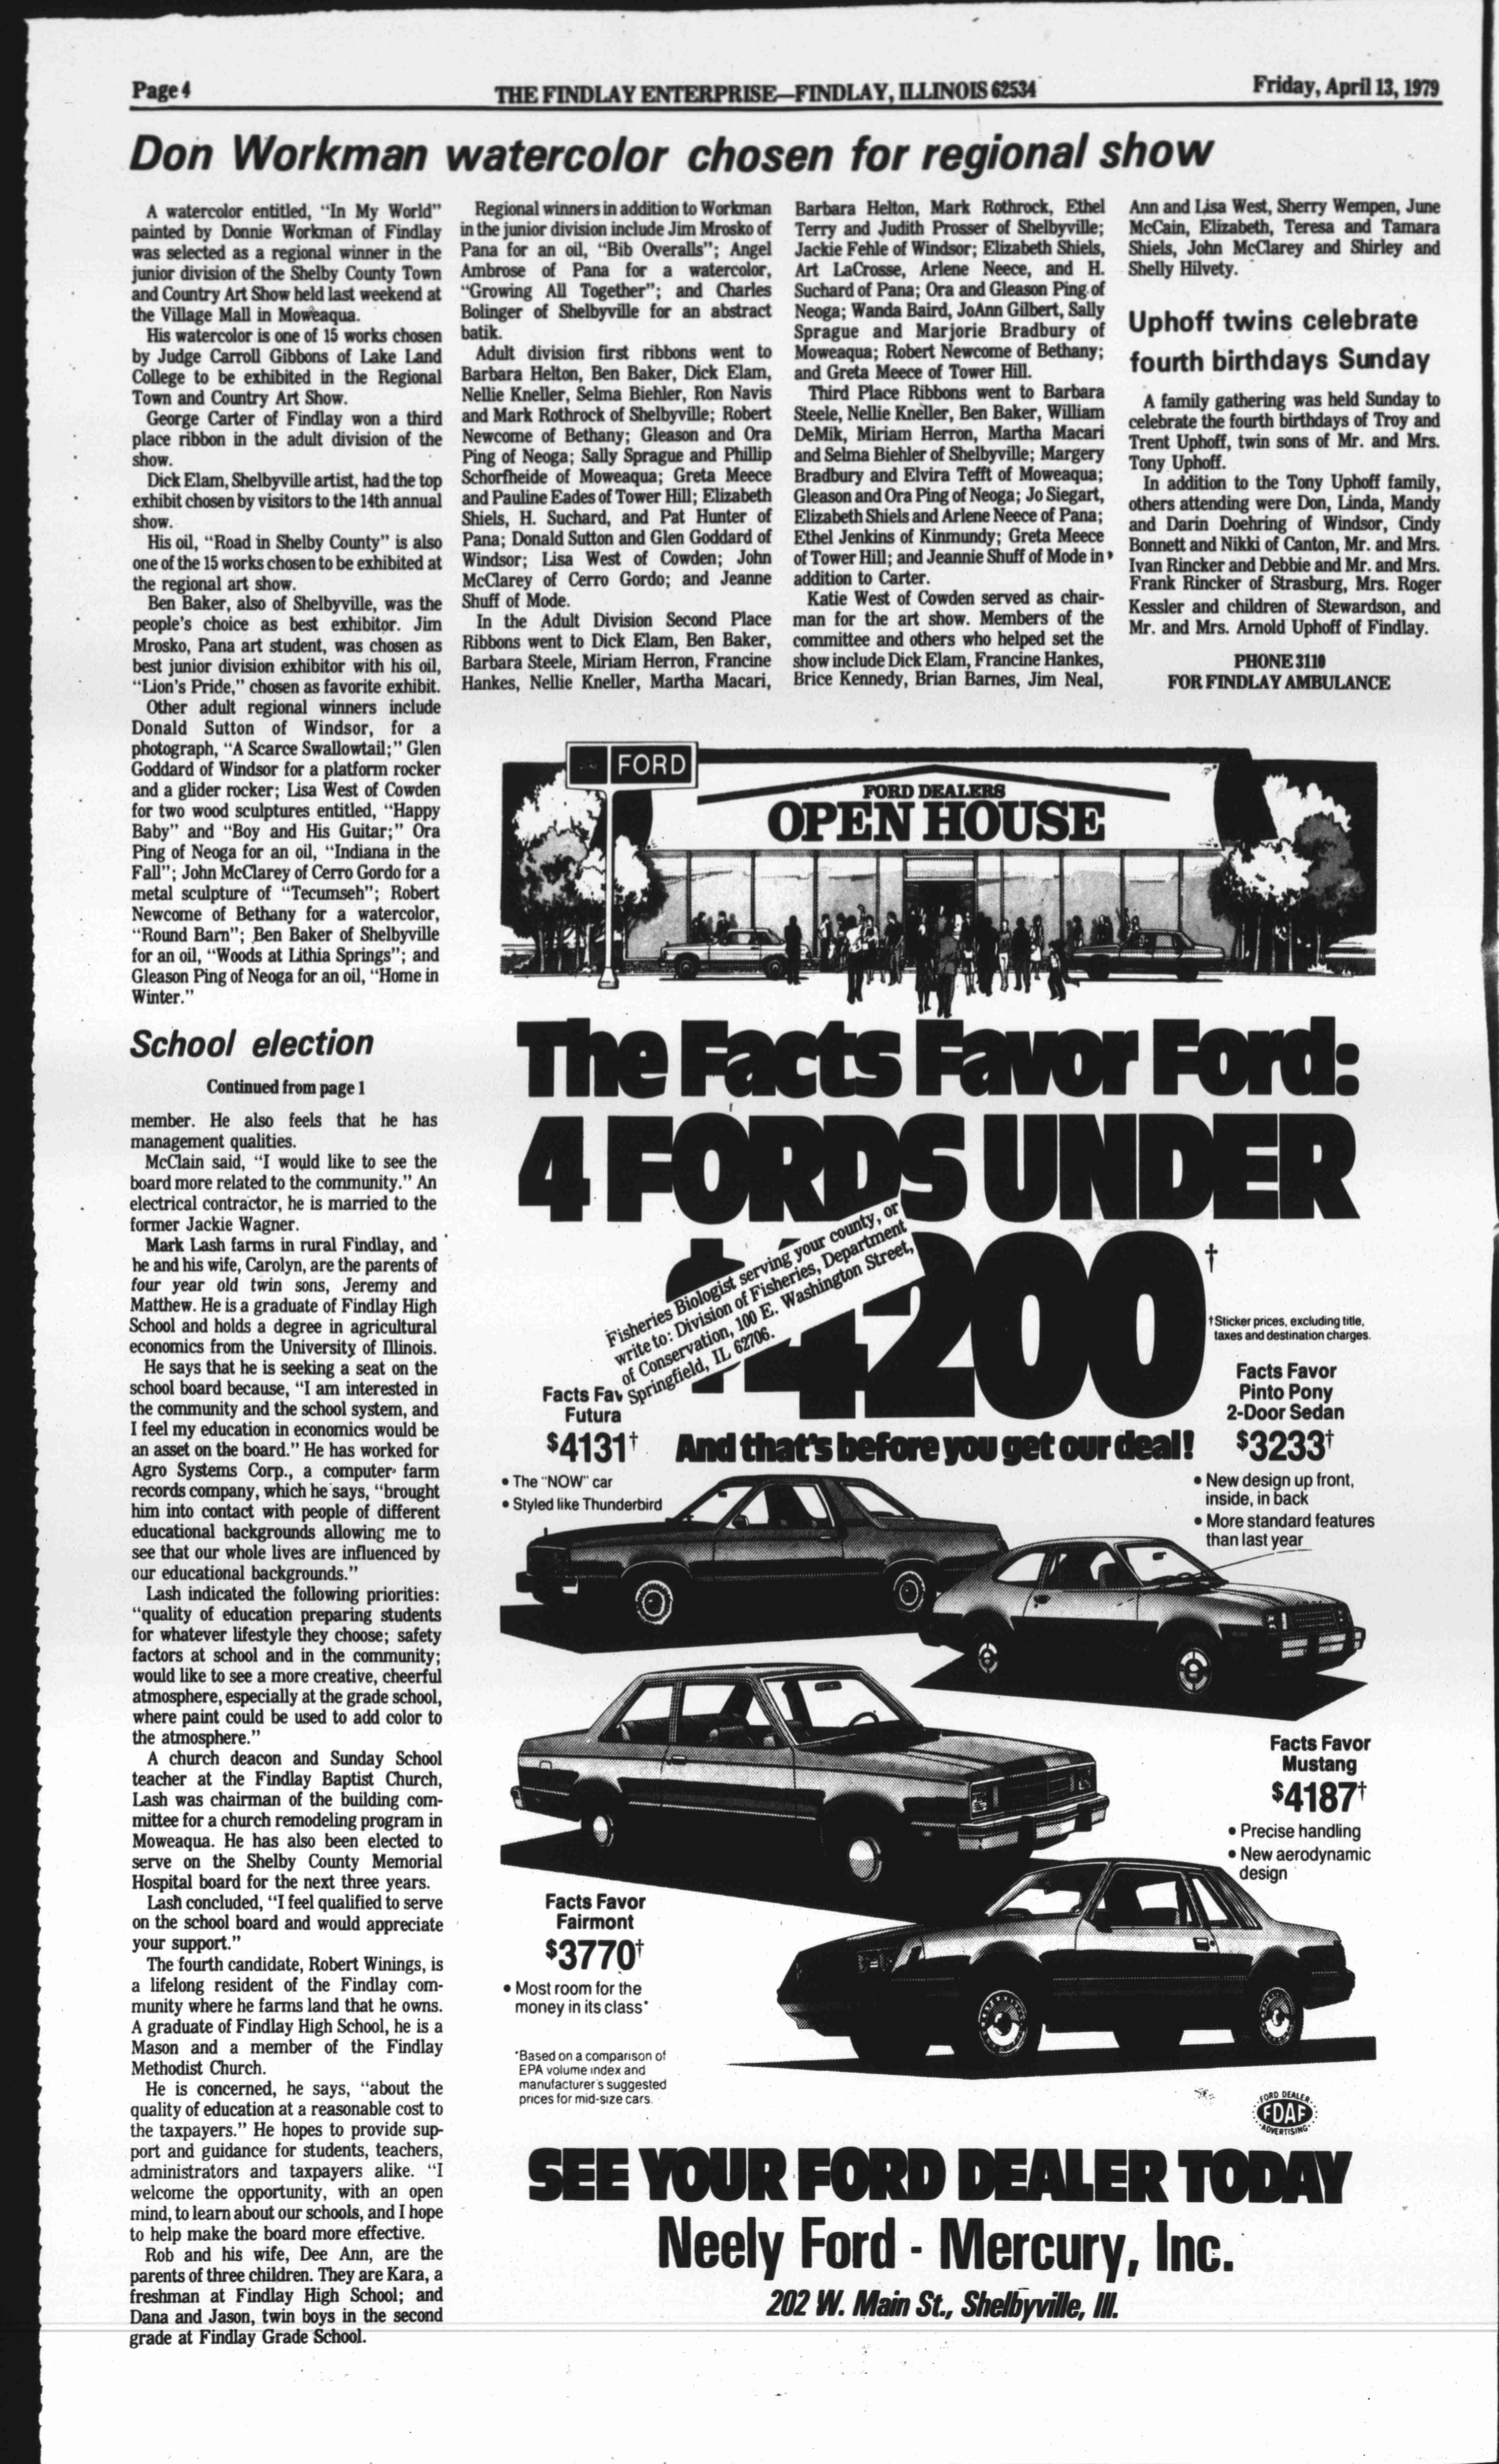 Page 4
THE FINDLAY ENTERPRISE—FINDLAY, ILLINOIS 62534
Friday, April 13, 1979
Don Workman watercolor chosen for regional show
A watercolor entitled, "In My World"
painted by Donnie Workman of Findlay
was selected as a regional winner in the
junior division of the Shelby County Town
and Country Art Show held last weekend at
the Village Mall in Moweaqua.
His watercolor is one of 15 works chosen
by Judge Carroll Gibbons of Lake Land
College to be exhibited in the Regional
Town and Country Art Show.
George Carter of Findlay won a third
place ribbon in the adult division of the
show.
Dick Elam, Shelbyville artist, had the top
exhibit chosen by visitors to the 14th annual
show.
His oil, "Road in Shelby County" is also
one of the 15 works chosen to be exhibited at
the regional art show.
Ben Baker, also of Shelbyville, was the
people's choice as best exhibitor. Jim
Mrosko, Pana art student, was chosen as
best junior division exhibitor with his oil,
"Lion's Pride," chosen as favorite exhibit.
Other adult regional winners include
Donald Sutton of Windsor, for a
photograph, "A Scarce Swallowtail;" Glen
Goddard of Windsor for a platform rocker
and a glider rocker; Lisa West of Cowden
for two wood sculptures entitled, "Happy
Baby" and "Boy and His Guitar;" Ora
Ping of Neoga for an oil, "Indiana in the
Fall"; John McClarey of Cerro Gordo for a
metal sculpture of "Tecumseh"; Robert
Newcome of Bethany for a watercolor,
"Round Barn"; Ben Baker of Shelbyville
for an oil, "Woods at Lithia Springs"; and
Gleason Ping of Neoga for an oil, "Home in
Winter."
Regional winners in addition to Workman
in the junior division include Jim Mrosko of
Pana for an oil, "Bib Overalls"; Angel
Ambrose of Pana for a watercolor,
"Growing All Together"; and Charles
Bolinger of Shelbyville for an abstract
batik.
Adult division first ribbons went to
Barbara Helton, Ben Baker, Dick Elam,
Nellie Kneller, Selma Biehler, Ron Navis
and Mark Rothrock of Shelbyville; Robert
Newcome of Bethany; Gleason and Ora
Ping of Neoga; Sally Sprague and Phillip
Schorfheide of Moweaqua; Greta Meece
and Pauline Eades of Tower Hill; Elizabeth
Shiels, H. Suchard, and Pat Hunter of
Pana; Donald Sutton and Glen Goddard of
Windsor; Lisa West of Cowden; John
McClarey of Cerro Gordo; and Jeanne
Shuff of Mode.
In the Adult Division Second Place
Ribbons went to Dick Elam, Ben Baker,
Barbara Steele, Miriam Herron, Francine
Hankes, Nellie Kneller, Martha Macari,
Barbara Helton, Mark Rothrock, Ethel
Terry and Judith Prosser of Shelbyville;
Jackie Fehle of Windsor; Elizabeth Shiels,
Art LaCrosse, Arlene Neece, and H.
Suchard of Pana; Ora and Gleason Ping of
Neoga; Wanda Baird, JoAnn Gilbert, Sally
Sprague and Marjorie Bradbury of
Moweaqua; Robert Newcome of Bethany;
and Greta Meece of Tower Hill.
Third Place Ribbons went to Barbara
Steele, Nellie Kneller, Ben Baker, William
DeMik, Miriam Herron, Martha Macari
and Selma Biehler of Shelbyville; Margery
Bradbury and Elvira Tefft of Moweaqua;
Gleason and Ora Ping of Neoga; Jo Siegart,
Elizabeth Shiels and Arlene Neece of Pana;
Ethel Jenkins of Kinmundy; Greta Meece
of Tower Hill; and Jeannie Shuff of Mode in
addition to Carter.
Katie West of Cowden served as chair-
man for the art show. Members of the
committee and others who helped set the
show include Dick Elam, Francine Hankes,
Brice Kennedy, Brian Barnes, Jim Neal,
Ann and Lisa West, Sherry Wempen, June
McCain, Elizabeth, Teresa and Tamara
Shiels, John McClarey and Shirley and
Shelly Hilvety.
Uphoff twins celebrate
fourth birthdays Sunday
A family gathering was held Sunday to
celebrate the fourth birthdays of Troy and
Trent Uphoff, twin sons of Mr. and Mrs.
Tony Uphoff.
In addition to the Tony Uphoff family,
others attending were Don, Linda, Mandy
and Darin Doehring of Windsor, Cindy
Bonnett and Nikki of Canton, Mr. and Mrs.
Ivan Rincker and Debbie and Mr. and Mrs.
Frank Rincker of Strasburg, Mrs. Roger
Kessler and children of Stewardson, and
Mr. and Mrs. Arnold Uphoff of Findlay.
PHONE 3110
FOR FINDLAY AMBULANCE
School election
Continued from page 1
member. He also feels that he has
management qualities.
McClain said, "I would like to see the
board more related to the community." An
electrical contractor, he is married to the
former Jackie Wagner.
Mark Lash farms in rural Findlay, and
he and his wife, Carolyn, are the parents of
four year old twin sons, Jeremy and
Matthew. He is a graduate of Findlay High
School and holds a degree in agricultural
economics from the University of Illinois.
He says that he is seeking a seat on the
school board because, "I am interested in
the community and the school system, and
I feel my education in economics would be
an asset on the board." He has worked for
Agro Systems Corp., a computer farm
records company, which he says, "brought
him into contact with people of different
educational backgrounds allowing me to
see that our whole lives are influenced by
our educational backgrounds."
Lash indicated the following priorities:
"quality of education preparing students
for whatever lifestyle they choose; safety
factors at school and in the community;
would like to see a more creative, cheerful
atmosphere, especially at the grade school,
where paint could be used to add color to
the atmosphere."
A church deacon and Sunday School
teacher at the Findlay Baptist Church,
Lash was chairman of the building com-
mittee for a church remodeling program in
Moweaqua. He has also been elected to
serve on the Shelby County Memorial
Hospital board for the next three years.
Lash concluded, "I feel qualified to serve
on the school board and would appreciate
your support."
The fourth candidate, Robert Winings, is
a lifelong resident of the Findlay com-
munity where he farms land that he owns.
A graduate of Findlay High School, he is a
Mason and a member of the Findlay
Methodist Church.
He is concerned, he says, "about the
quality of education at a reasonable cost to
the taxpayers." He hopes to provide sup-
port and guidance for students, teachers,
administrators and taxpayers alike. "I
welcome the opportunity, with an open
mind, to learn about our schools, and I hope
to help make the board more effective.
Rob and his wife, Dee Ann, are the
parents of three children. They are Kara, a
freshman at Findlay High School; and
Dana and Jason, twin boys in the second
grade at Findlay Grade School.
FORD
FORD DEALERS
OPEN HOUSE
The Facts Favor Ford:
4 FORDS UNDER
$4200†
Fisheries Biologist serving your county, or
write to: Division of Fisheries, Department
of Conservation, 100 E. Washington Street,
Springfield, IL 62706.
†Sticker prices, excluding title,
taxes and destination charges.
Facts Fav
Futura
$4131†
• The "NOW" car
• Styled like Thunderbird
And that's before you get our deal!
Facts Favor
Pinto Pony
2-Door Sedan
$3233†
• New design up front,
inside, in back
• More standard features
than last year
Facts Favor
Mustang
$4187†
• Precise handling
• New aerodynamic
design
Facts Favor
Fairmont
$3770†
• Most room for the
money in its class*
*Based on a comparison of
EPA volume index and
manufacturer's suggested
prices for mid-size cars.
FORD DEALER
FDAF
ADVERTISING
SEE YOUR FORD DEALER TODAY
Neely Ford - Mercury, Inc.
202 W. Main St., Shelbyville, Ill.